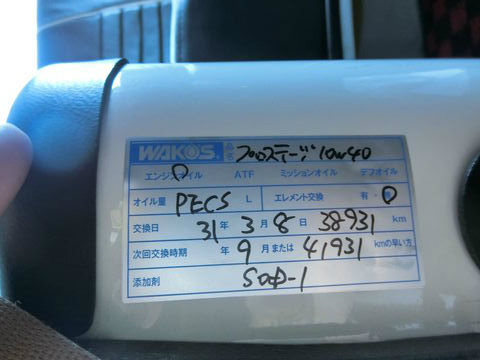 WAKO'S 品名 プロステージ 10w40
エンジンオイル ATF ミッションオイル デフオイル
オイル量 PECS L エレメント交換 有・
交換日 31年 3月 8日 38931 km
次回交換時期 年 9月または 41931 kmの早い方
添加剤 S